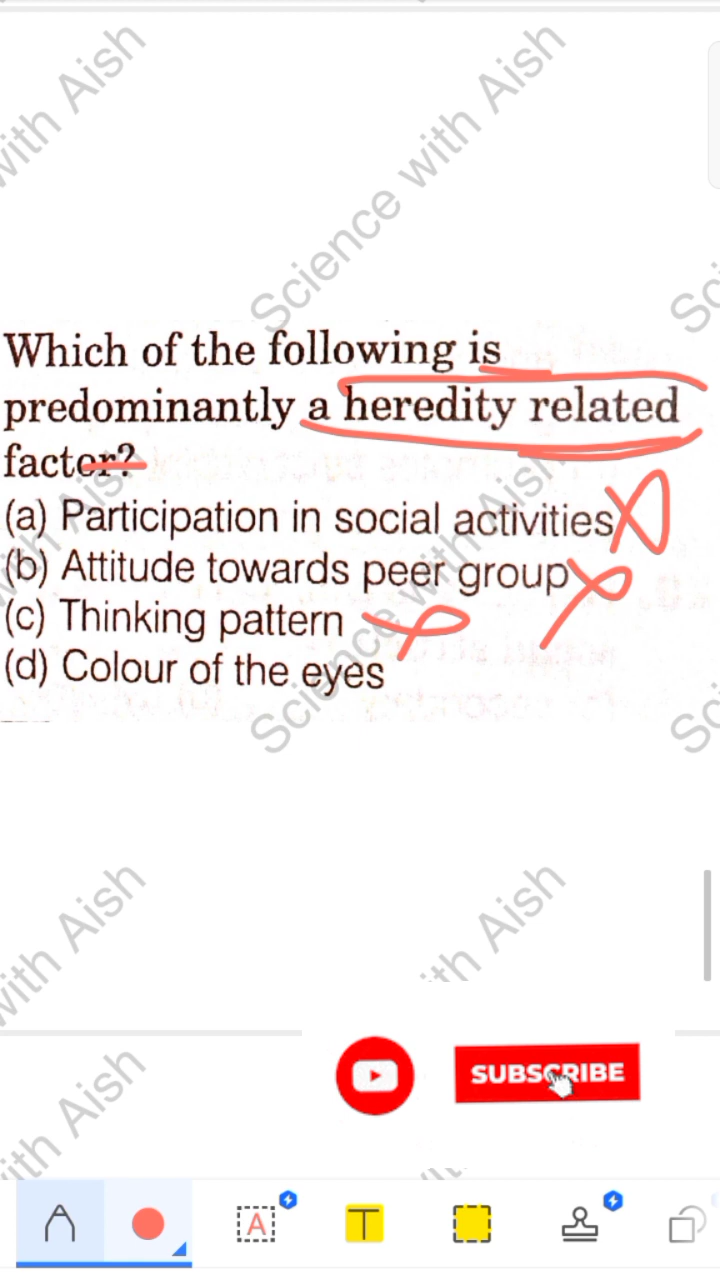 with Aish
Science with Aish
Which of the following is
predominantly a heredity related
factor?
(a) Participation in social activities
(b) Attitude towards peer group
(c) Thinking pattern
(d) Colour of the eyes
with Aish
with Aish
SUBSCRIBE
with Aish
A
T